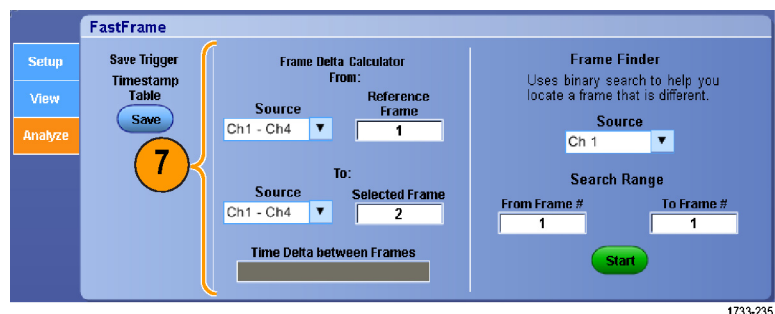 FastFrame
Setup
View
Analyze
Save Trigger
Timestamp
Table
Save
7
Frame Delta Calculator
From:
Source
Reference
Frame
Ch1 - Ch4
1
To:
Source
Selected Frame
Ch1 - Ch4
2
Time Delta between Frames
Frame Finder
Uses binary search to help you
locate a frame that is different.
Source
Ch 1
Search Range
From Frame #
To Frame #
1
1
Start
1733-235